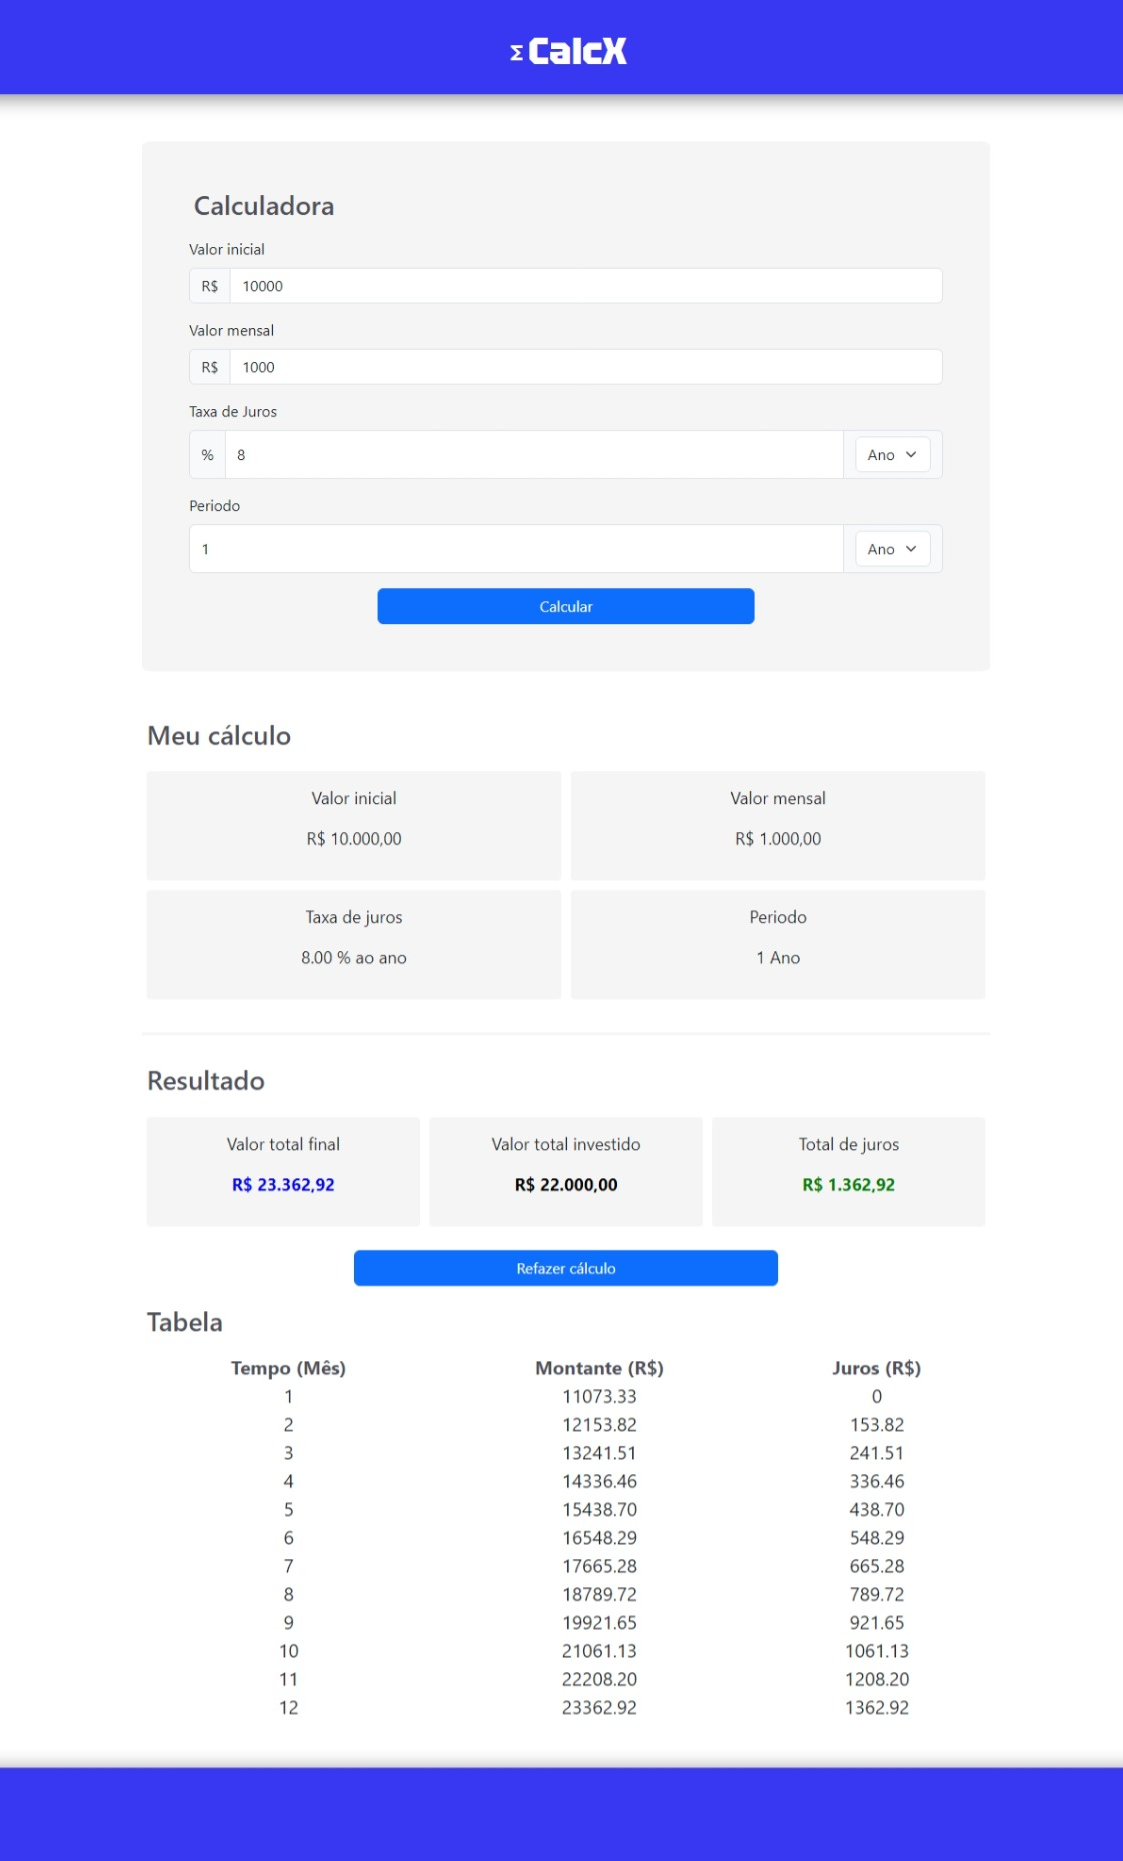 Σ CalcX
Calculadora
Valor inicial
R$ 10000
Valor mensal
R$ 1000
Taxa de Juros
% 8 Ano
Periodo
1 Ano
Calcular
Meu cálculo
Valor inicial Valor mensal
R$ 10.000,00 R$ 1.000,00
Taxa de juros Periodo
8.00 % ao ano 1 Ano
Resultado
Valor total final Valor total investido Total de juros
R$ 23.362,92 R$ 22.000,00 R$ 1.362,92
Refazer cálculo
Tabela
Tempo (Mês) Montante (R$) Juros (R$)
1 11073.33 0
2 12153.82 153.82
3 13241.51 241.51
4 14336.46 336.46
5 15438.70 438.70
6 16548.29 548.29
7 17665.28 665.28
8 18789.72 789.72
9 19921.65 921.65
10 21061.13 1061.13
11 22208.20 1208.20
12 23362.92 1362.92